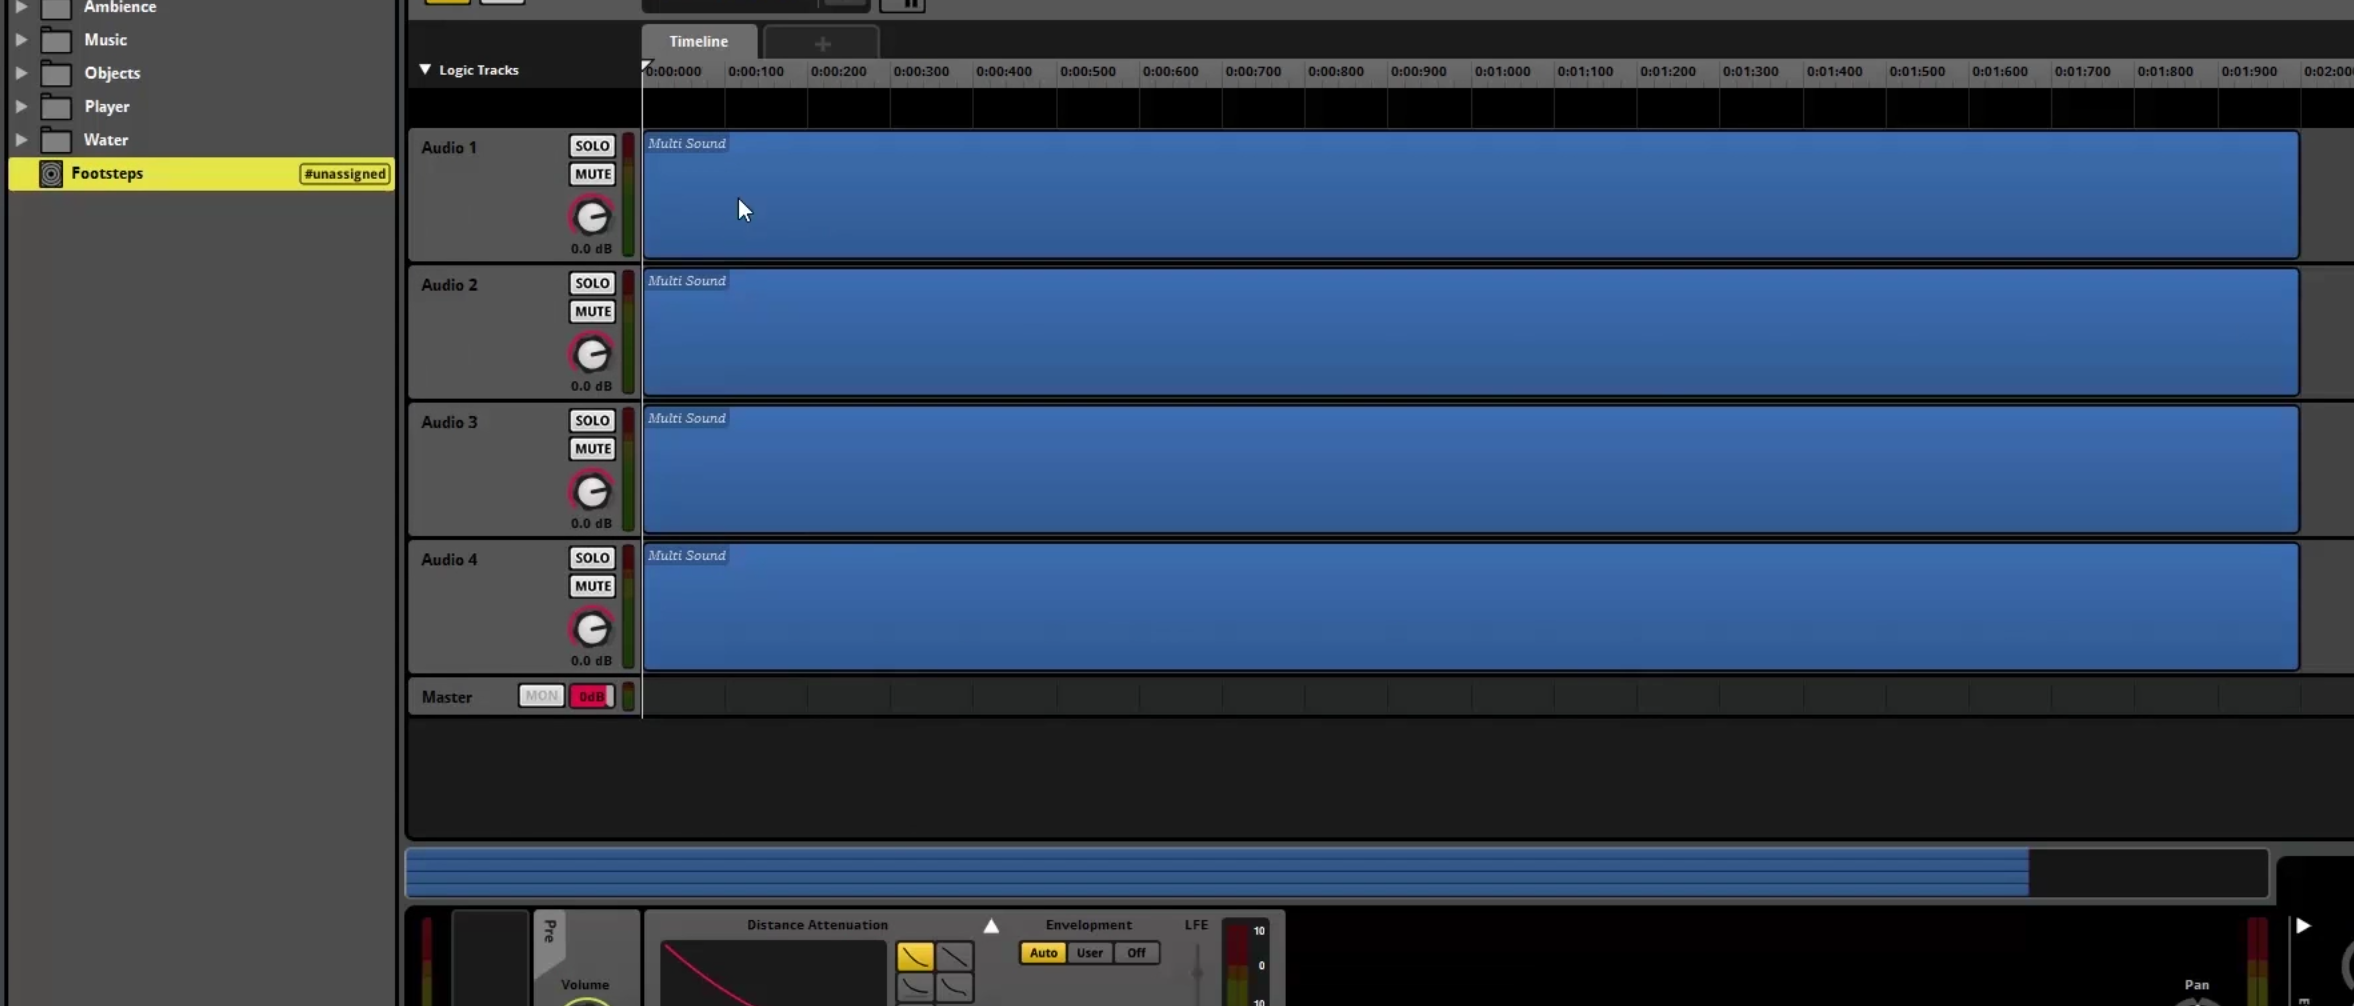 Ambience
Music
Objects
Player
Water
Footsteps #unassigned
Timeline +
Logic Tracks
0:00:000 0:00:100 0:00:200 0:00:300 0:00:400 0:00:500 0:00:600 0:00:700 0:00:800 0:00:900 0:01:000 0:01:100 0:01:200 0:01:300 0:01:400 0:01:500 0:01:600 0:01:700 0:01:800 0:01:900 0:02:00
Audio 1 SOLO Multi Sound
MUTE
0.0 dB
Audio 2 SOLO Multi Sound
MUTE
0.0 dB
Audio 3 SOLO Multi Sound
MUTE
0.0 dB
Audio 4 SOLO Multi Sound
MUTE
0.0 dB
Master MON 0dB
Pre
Volume
Distance Attenuation Envelopment LFE
Auto User Off
10
0
10
Pan